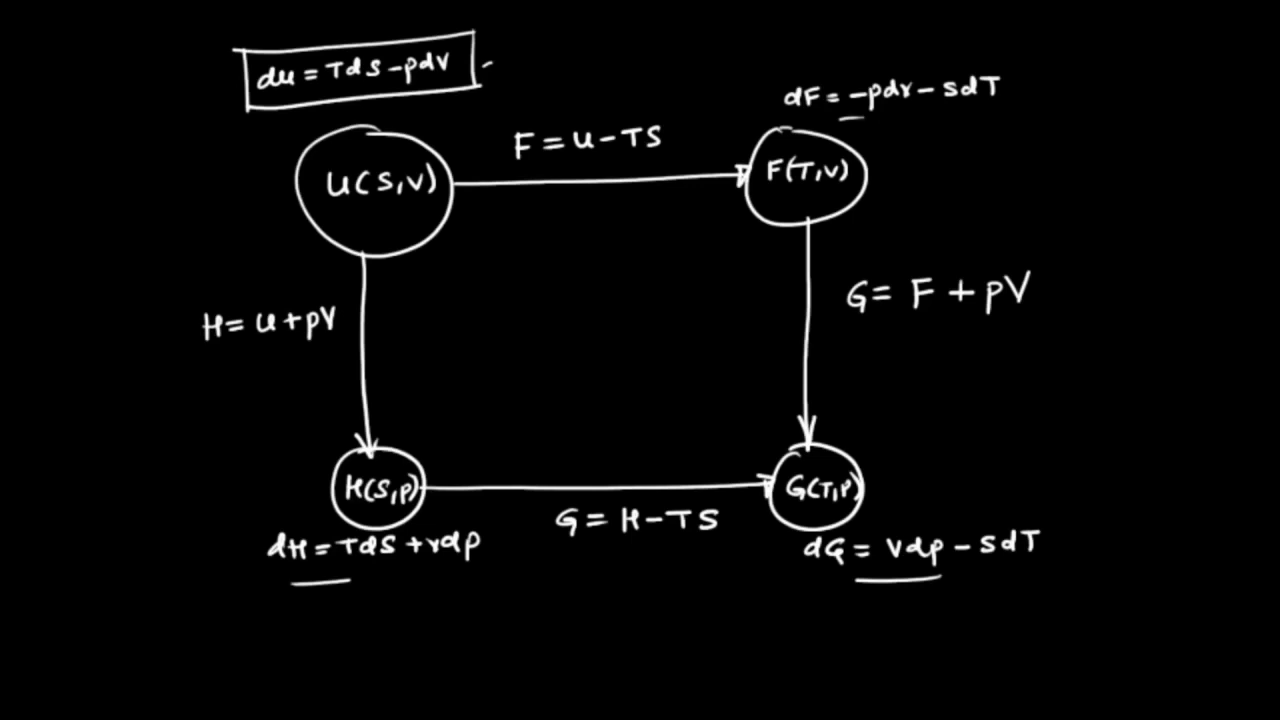 du = TdS - pdV
dF = -pdv - SdT
F = U - TS
U(S,V)
F(T,V)
H = U + pV
G = F + pV
H(S,p)
G(T,P)
G = H - TS
dH = TdS + vdp
dG = Vdp - SdT